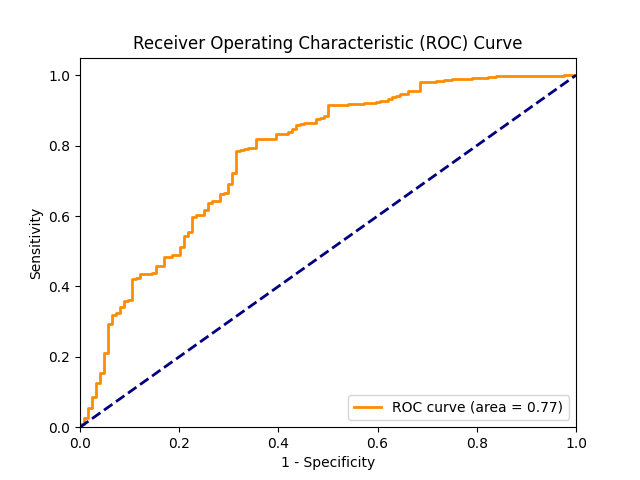 Receiver Operating Characteristic (ROC) Curve
1.0
0.8
0.6
0.4
0.2
0.0
Sensitivity
ROC curve (area = 0.77)
0.0 0.2 0.4 0.6 0.8 1.0
1 - Specificity